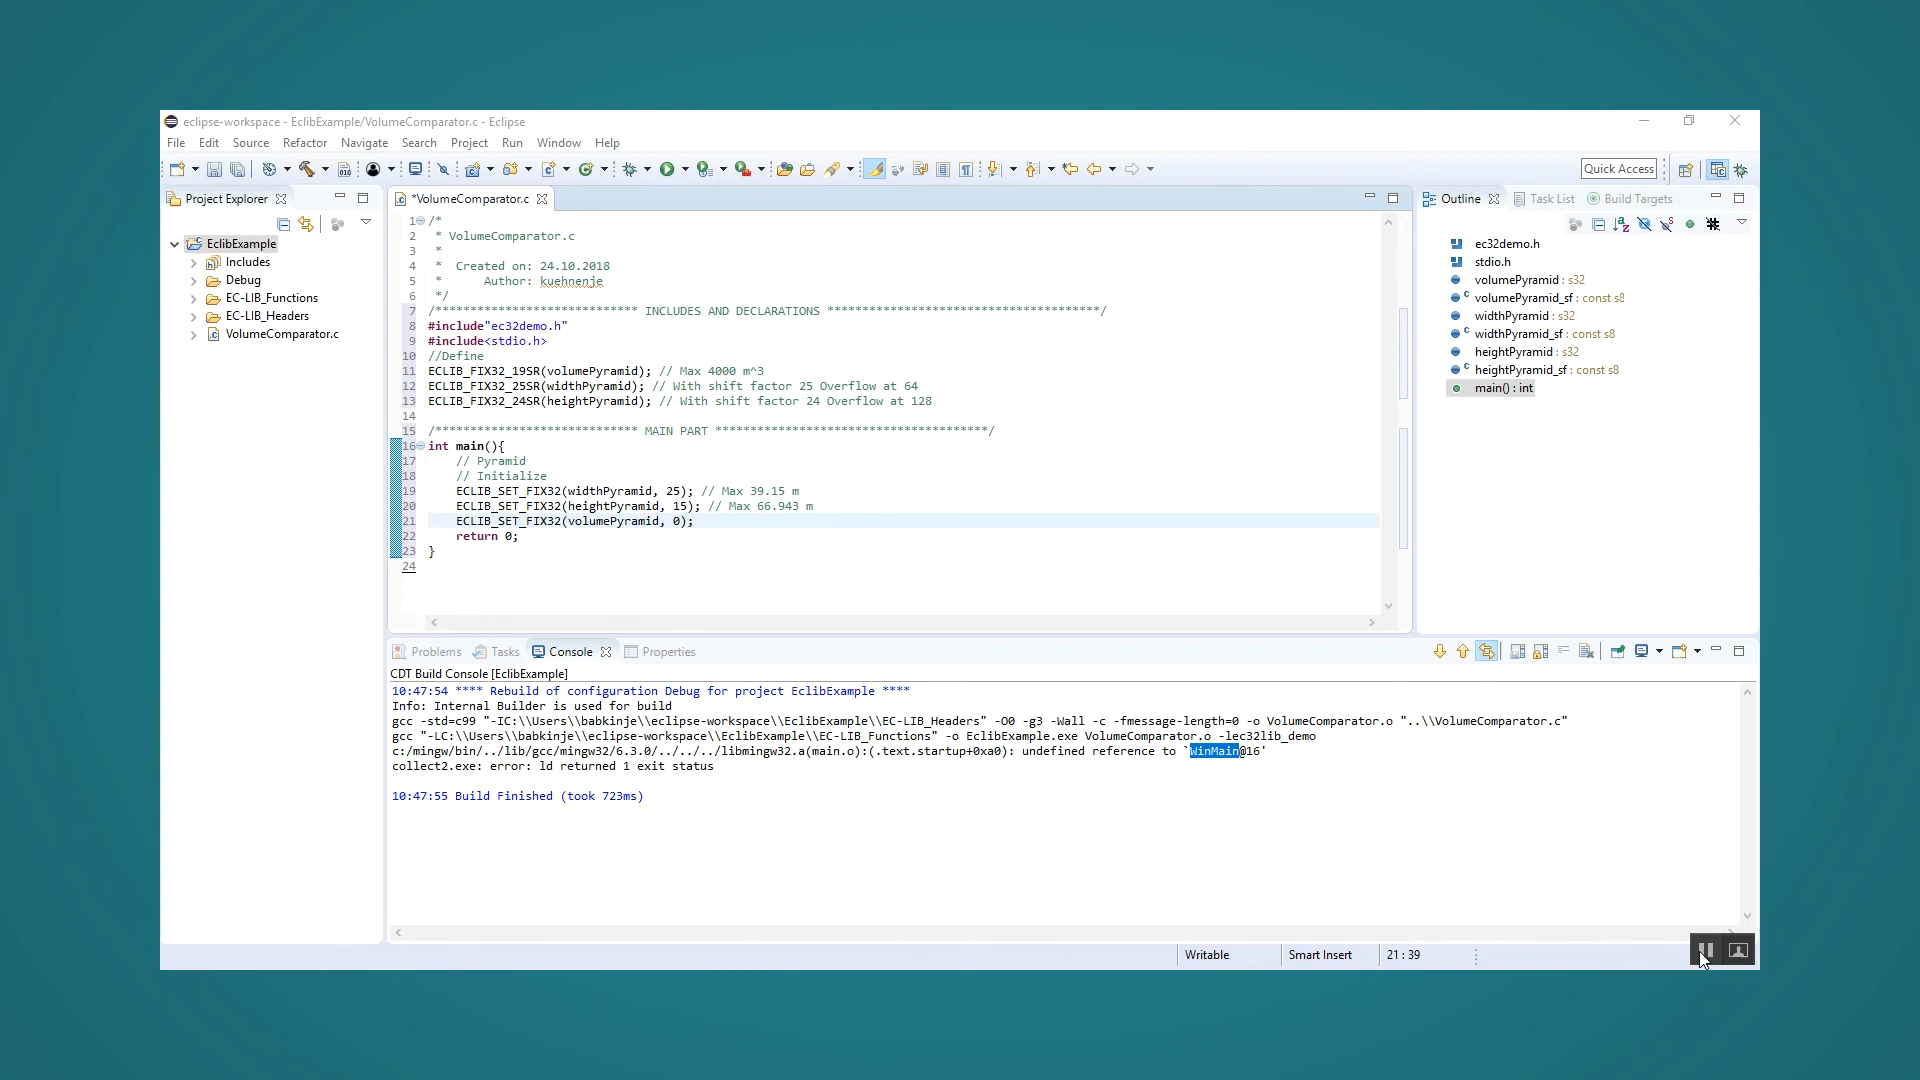 eclipse-workspace - EclibExample/VolumeComparator.c - Eclipse
File Edit Source Refactor Navigate Search Project Run Window Help
Quick Access
Project Explorer
EclibExample
Includes
Debug
EC-LIB_Functions
EC-LIB_Headers
VolumeComparator.c
*VolumeComparator.c
1 /*
2 * VolumeComparator.c
3 *
4 * Created on: 24.10.2018
5 * Author: kuehnenje
6 */
7 /***************************** INCLUDES AND DECLARATIONS ***************************************/
8 #include"ec32demo.h"
9 #include<stdio.h>
10 //Define
11 ECLIB_FIX32_19SR(volumePyramid); // Max 4000 m^3
12 ECLIB_FIX32_25SR(widthPyramid); // With shift factor 25 Overflow at 64
13 ECLIB_FIX32_24SR(heightPyramid); // With shift factor 24 Overflow at 128
14
15 /***************************** MAIN PART ***************************************/
16 int main(){
17 // Pyramid
18 // Initialize
19 ECLIB_SET_FIX32(widthPyramid, 25); // Max 39.15 m
20 ECLIB_SET_FIX32(heightPyramid, 15); // Max 66.943 m
21 ECLIB_SET_FIX32(volumePyramid, 0);
22 return 0;
23 }
24
Outline Task List Build Targets
ec32demo.h
stdio.h
volumePyramid : s32
volumePyramid_sf : const s8
widthPyramid : s32
widthPyramid_sf : const s8
heightPyramid : s32
heightPyramid_sf : const s8
main() : int
Problems Tasks Console Properties
CDT Build Console [EclibExample]
10:47:54 **** Rebuild of configuration Debug for project EclibExample ****
Info: Internal Builder is used for build
gcc -std=c99 "-IC:\\Users\\babkinje\\eclipse-workspace\\EclibExample\\EC-LIB_Headers" -O0 -g3 -Wall -c -fmessage-length=0 -o VolumeComparator.o "..\\VolumeComparator.c"
gcc "-LC:\\Users\\babkinje\\eclipse-workspace\\EclibExample\\EC-LIB_Functions" -o EclibExample.exe VolumeComparator.o -lec32lib_demo
c:/mingw/bin/../lib/gcc/mingw32/6.3.0/../../../libmingw32.a(main.o):(.text.startup+0xa0): undefined reference to `WinMain@16'
collect2.exe: error: ld returned 1 exit status
10:47:55 Build Finished (took 723ms)
Writable Smart Insert 21 : 39